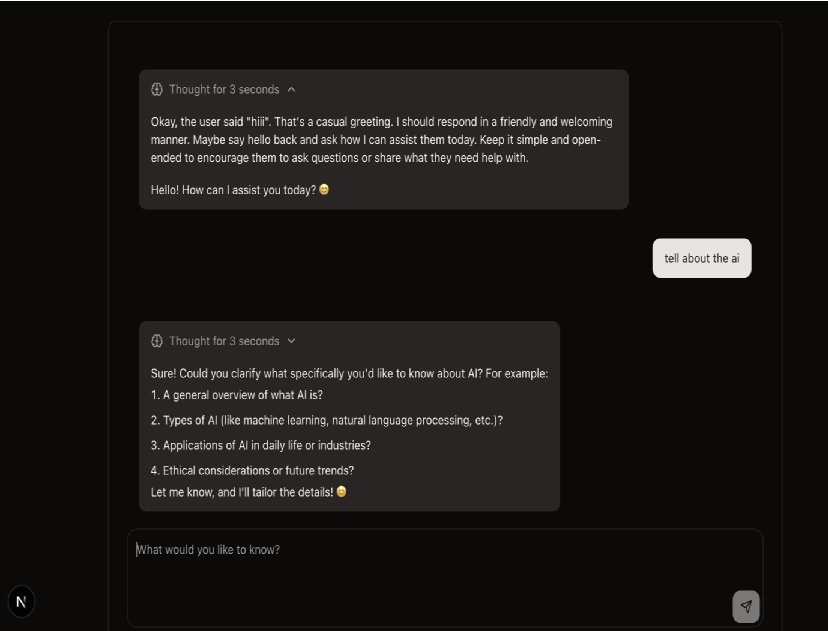 Thought for 3 seconds
Okay, the user said "hiii". That's a casual greeting. I should respond in a friendly and welcoming
manner. Maybe say hello back and ask how I can assist them today. Keep it simple and open-
ended to encourage them to ask questions or share what they need help with.
Hello! How can I assist you today? 😊
tell about the ai
Thought for 3 seconds
Sure! Could you clarify what specifically you'd like to know about AI? For example:
1. A general overview of what AI is?
2. Types of AI (like machine learning, natural language processing, etc.)?
3. Applications of AI in daily life or industries?
4. Ethical considerations or future trends?
Let me know, and I'll tailor the details! 😊
What would you like to know?
N